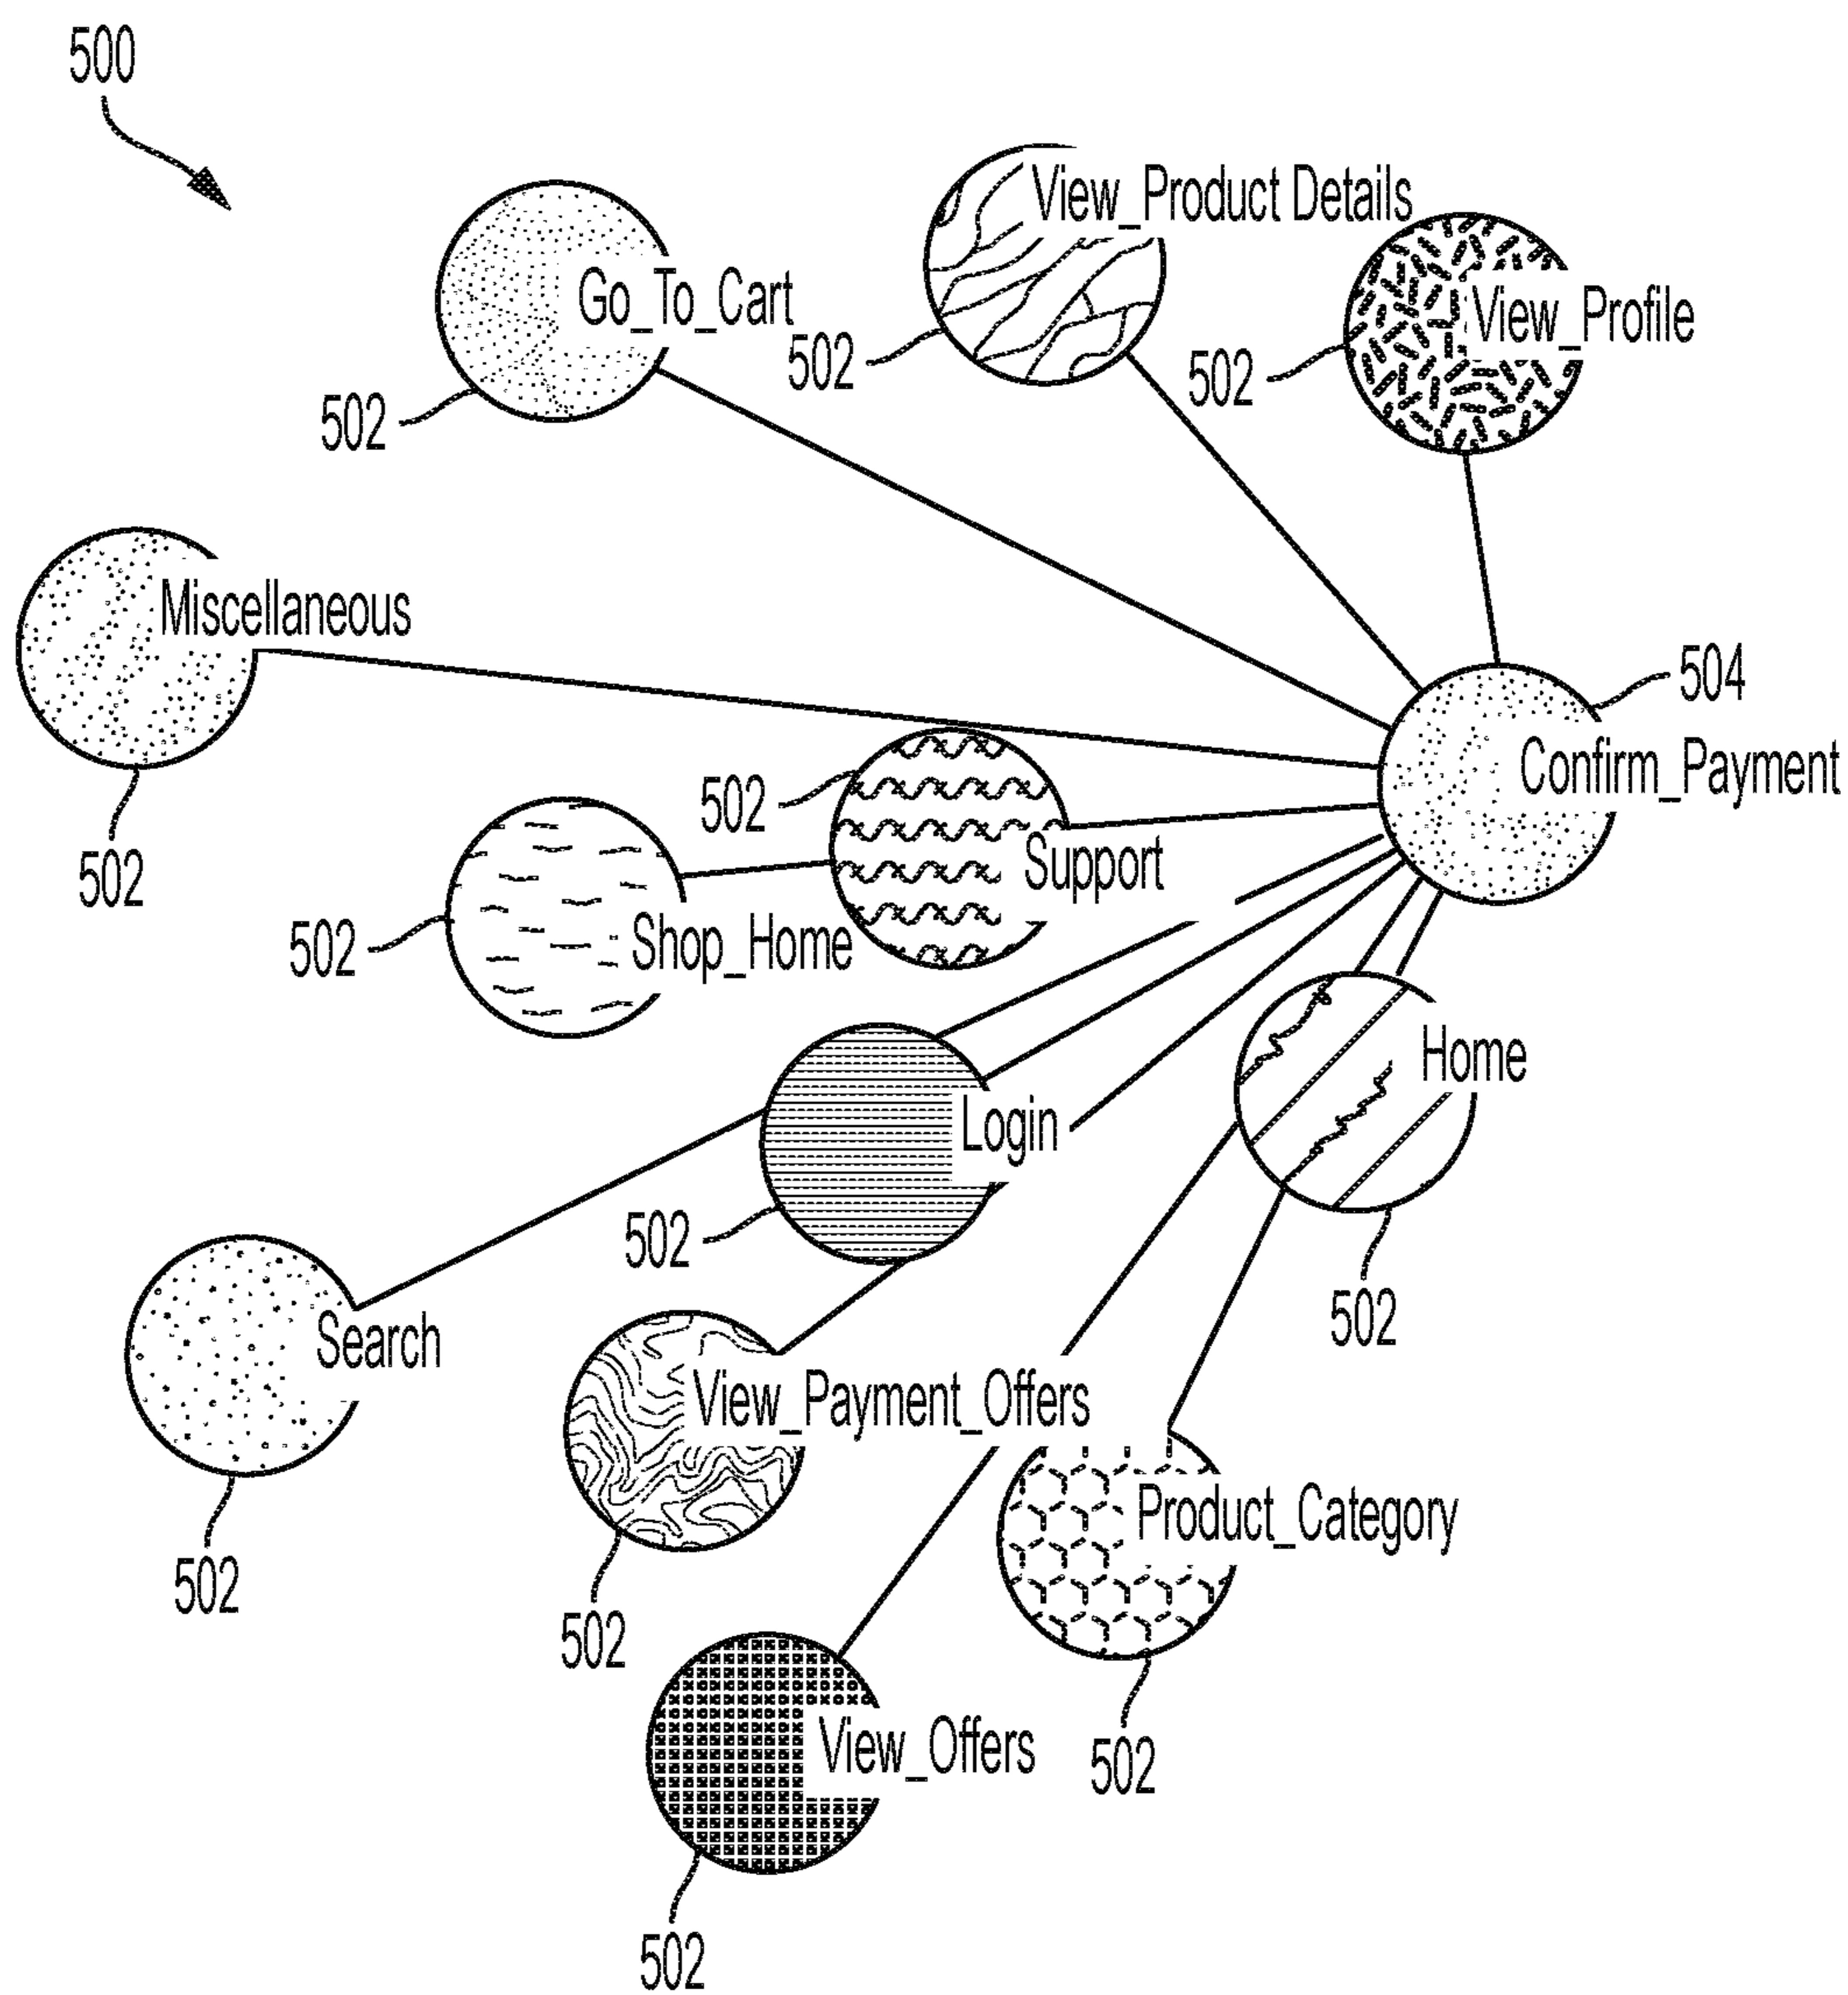 500
View_Product Details
Go_To_Cart
View_Profile
502
502
502
Miscellaneous
504
Confirm_Payment
502
502
Support
Shop_Home
502
Home
Login
502
502
Search
View_Payment_Offers
Product_Category
502
502
View_Offers
502
502